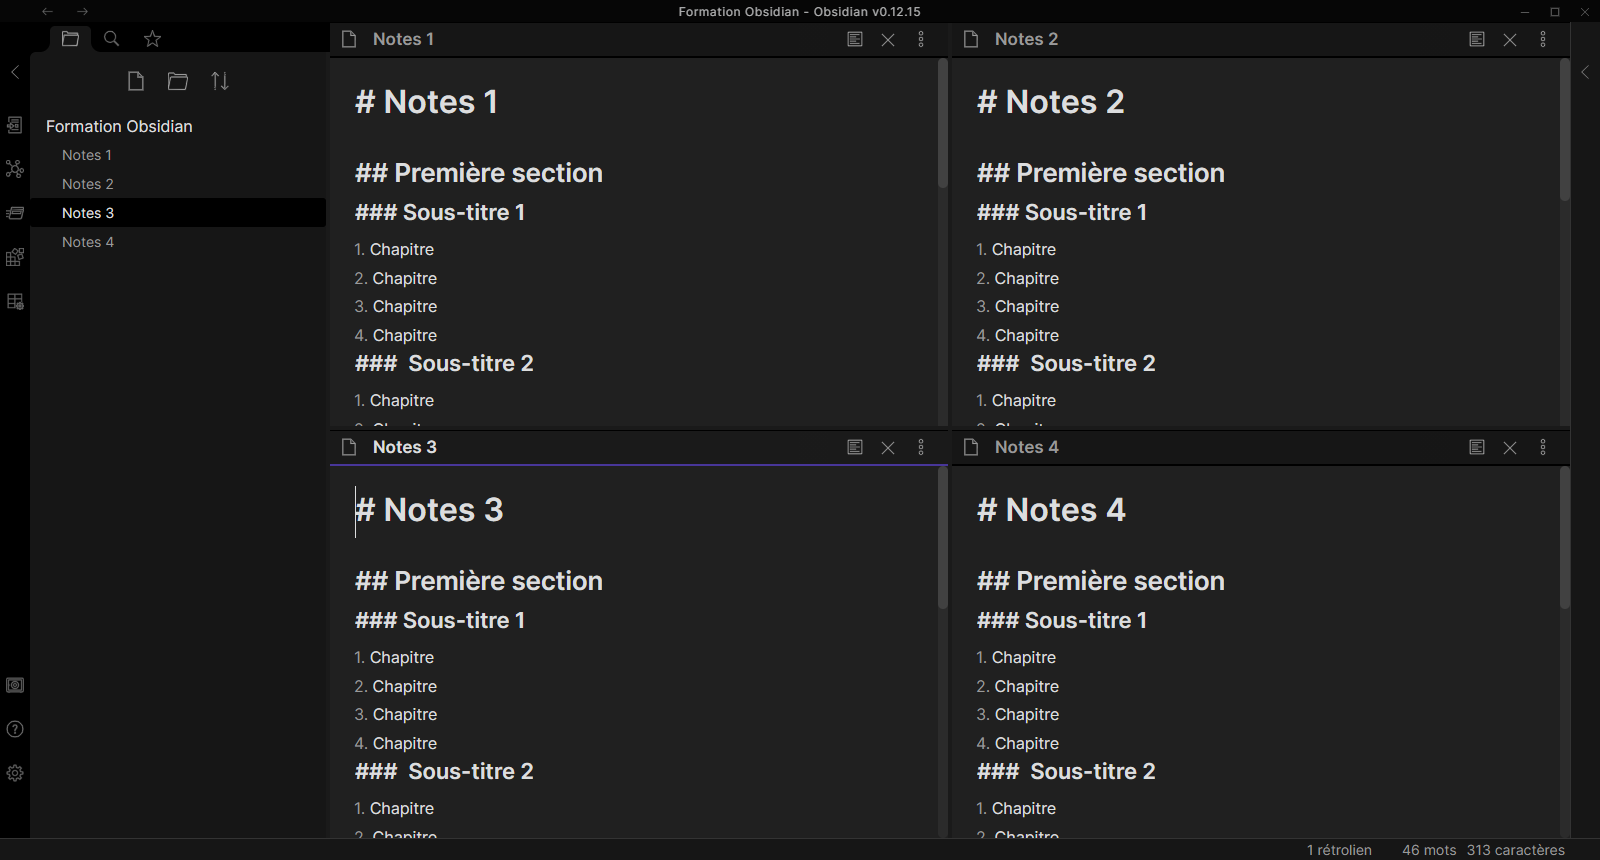 Formation Obsidian - Obsidian v0.12.15
Formation Obsidian
Notes 1
Notes 2
Notes 3
Notes 4
Notes 1
# Notes 1
## Première section
### Sous-titre 1
1. Chapitre
2. Chapitre
3. Chapitre
4. Chapitre
### Sous-titre 2
1. Chapitre
Notes 2
# Notes 2
## Première section
### Sous-titre 1
1. Chapitre
2. Chapitre
3. Chapitre
4. Chapitre
### Sous-titre 2
1. Chapitre
Notes 3
# Notes 3
## Première section
### Sous-titre 1
1. Chapitre
2. Chapitre
3. Chapitre
4. Chapitre
### Sous-titre 2
1. Chapitre
2. Chapitre
Notes 4
# Notes 4
## Première section
### Sous-titre 1
1. Chapitre
2. Chapitre
3. Chapitre
4. Chapitre
### Sous-titre 2
1. Chapitre
2. Chapitre
1 rétrolien 46 mots 313 caractères